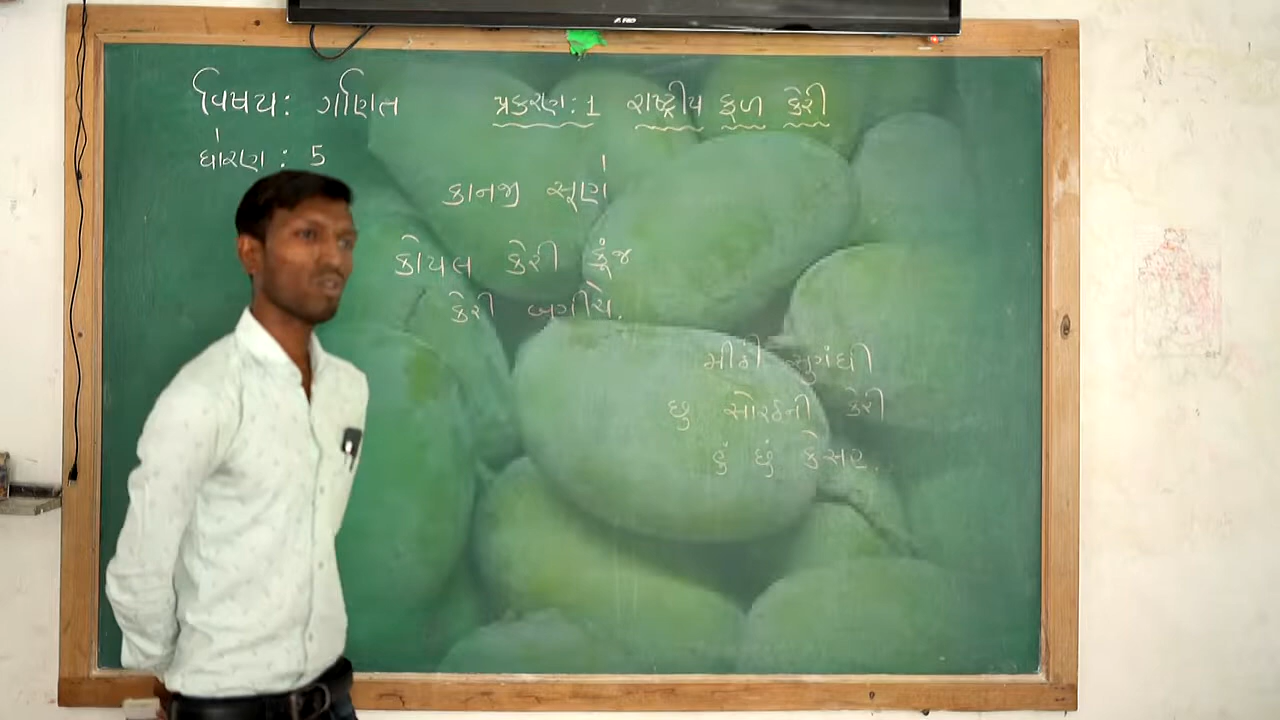 વિષય: ગણિત
પ્રકરણ: 1 રાષ્ટ્રીય ફળ કેરી
ધોરણ: 5
કાનજી
કોયલ કેરી કૂંજ
કેરી બગીચે.
મીઠી સુગંધી
છું સોરઠની કેરી
હું છું કેસર.